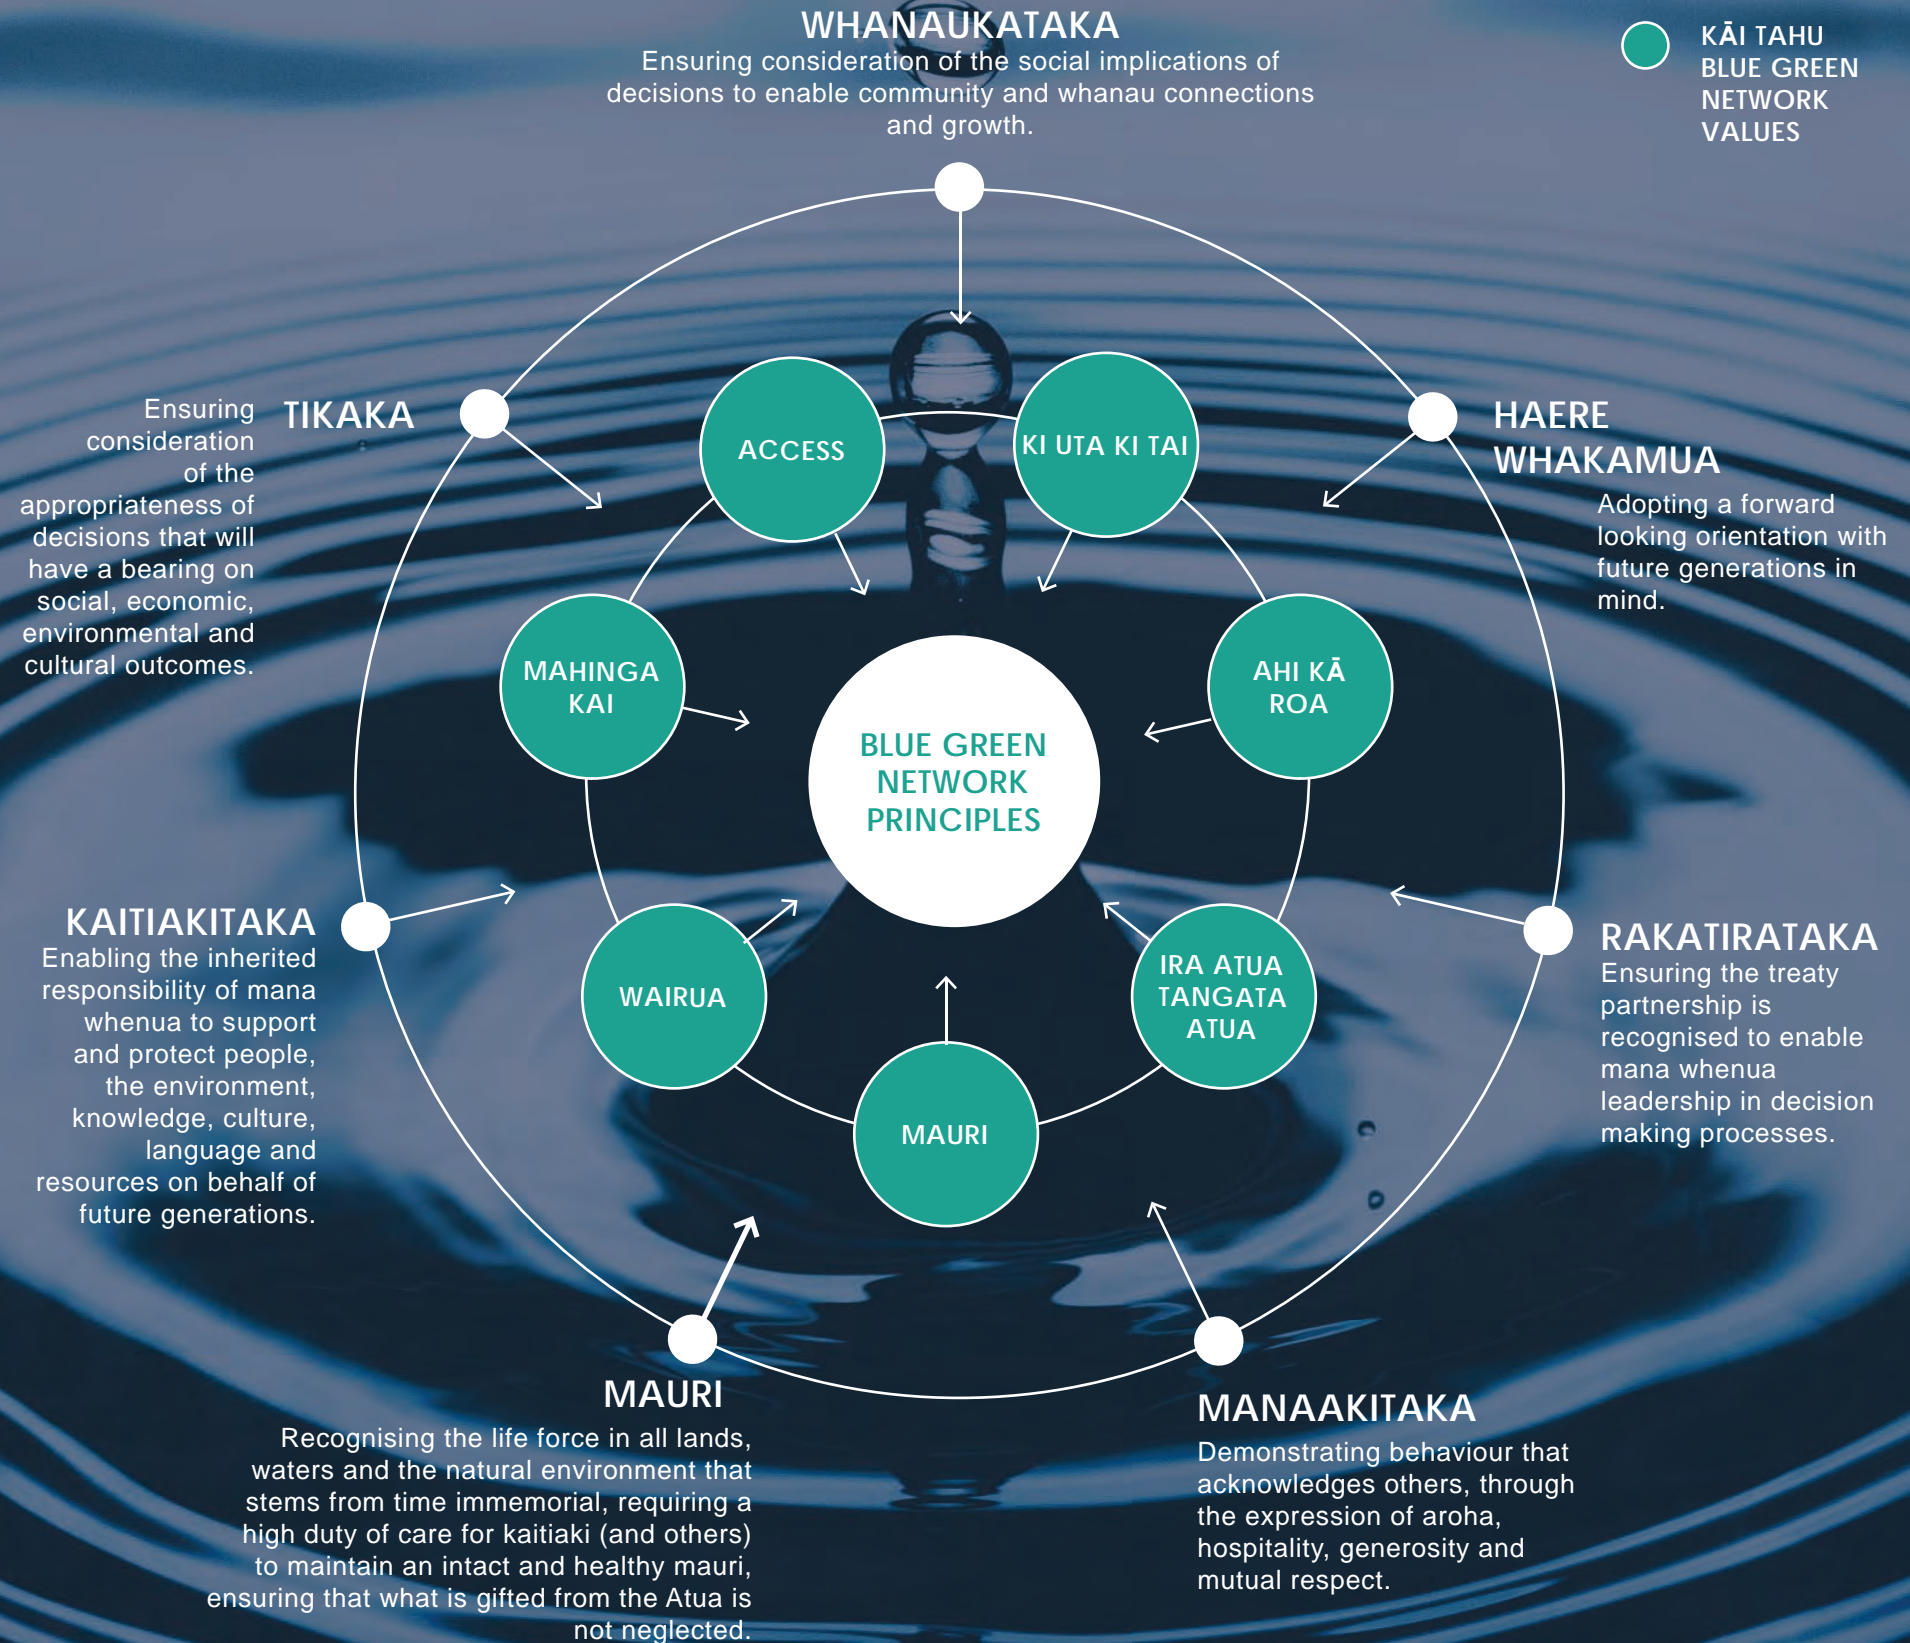 WHANAUKATAKA
Ensuring consideration of the social implications of
decisions to enable community and whanau connections
and growth.
KĀI TAHU
BLUE GREEN
NETWORK
VALUES
TIKAKA
Ensuring
consideration
of the
appropriateness of
decisions that will
have a bearing on
social, economic,
environmental and
cultural outcomes.
HAERE
WHAKAMUA
Adopting a forward
looking orientation with
future generations in
mind.
ACCESS
KI UTA KI TAI
MAHINGA
KAI
AHI KĀ
ROA
BLUE GREEN
NETWORK
PRINCIPLES
WAIRUA
IRA ATUA
TANGATA
ATUA
MAURI
KAITIAKITAKA
Enabling the inherited
responsibility of mana
whenua to support
and protect people,
the environment,
knowledge, culture,
language and
resources on behalf of
future generations.
RAKATIRATAKA
Ensuring the treaty
partnership is
recognised to enable
mana whenua
leadership in decision
making processes.
MAURI
Recognising the life force in all lands,
waters and the natural environment that
stems from time immemorial, requiring a
high duty of care for kaitiaki (and others)
to maintain an intact and healthy mauri,
ensuring that what is gifted from the Atua is
not neglected.
MANAAKITAKA
Demonstrating behaviour that
acknowledges others, through
the expression of aroha,
hospitality, generosity and
mutual respect.